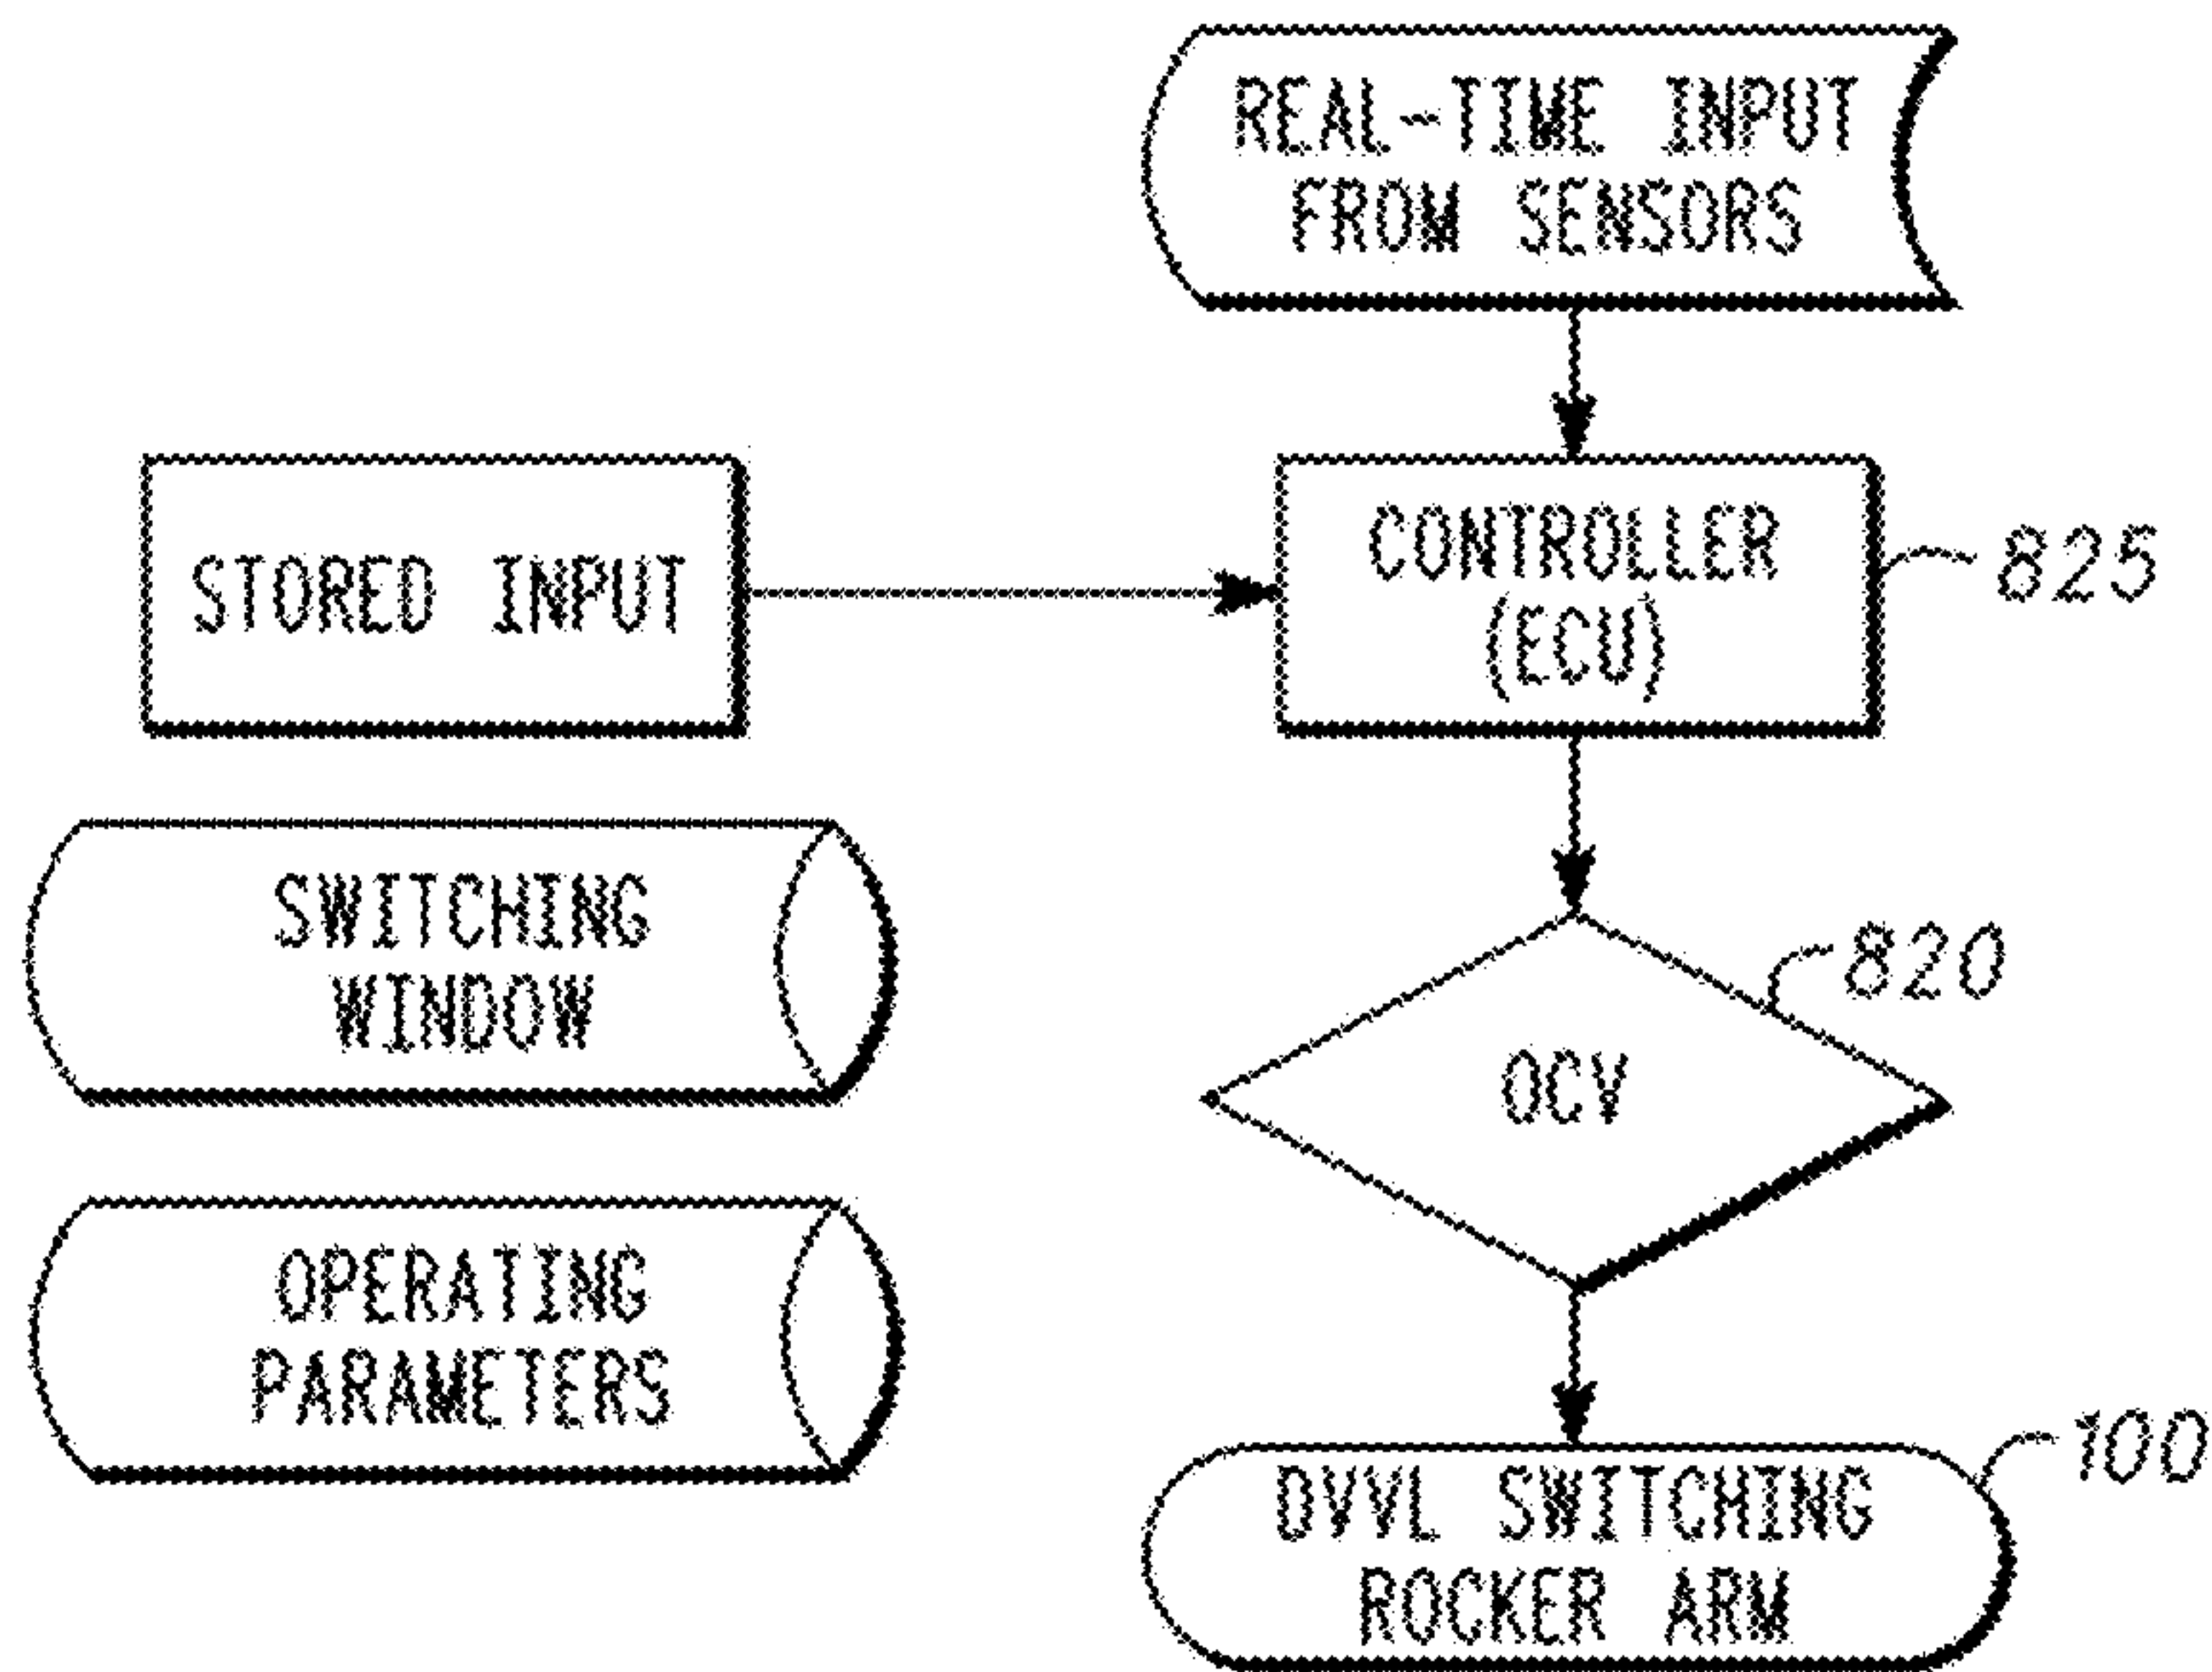 REAL-TIME INPUT
FROM SENSORS
STORED INPUT
CONTROLLER
(ECU)
825
SWITCHING
WINDOW
820
OCV
OPERATING
PARAMETERS
100
DVVL SWITCHING
ROCKER ARM